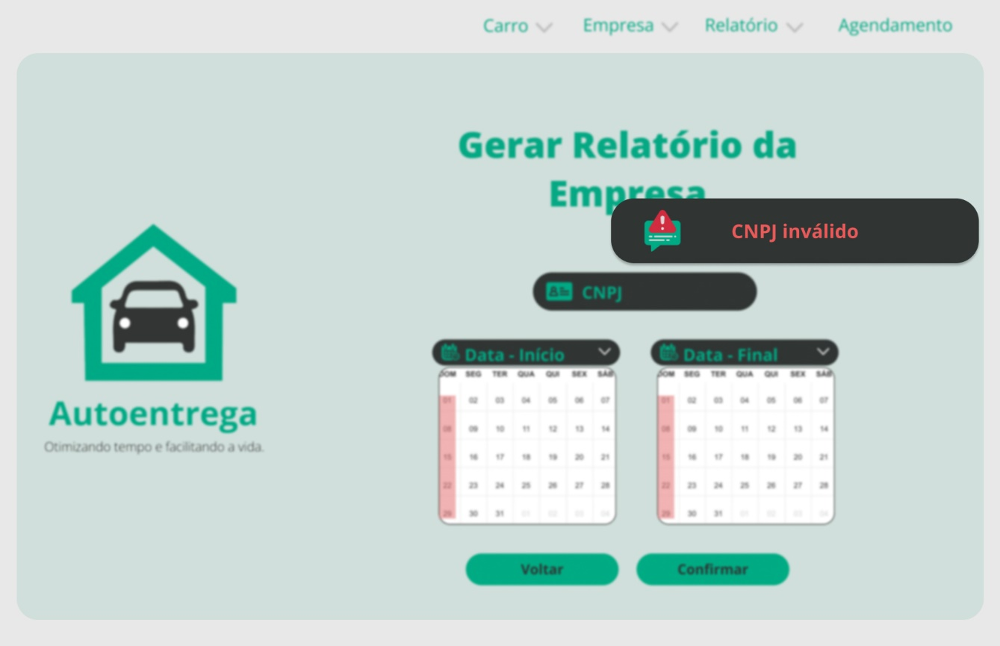 Carro Empresa Relatório Agendamento
Gerar Relatório da
Empresa
CNPJ inválido
CNPJ
Data - Início Data - Final
DOM SEG TER QUA QUI SEX SÁB DOM SEG TER QUA QUI SEX SÁB
01 02 03 04 05 06 07 01 02 03 04 05 06 07
08 09 10 11 12 13 14 08 09 10 11 12 13 14
15 16 17 18 19 20 21 15 16 17 18 19 20 21
22 23 24 25 26 27 28 22 23 24 25 26 27 28
29 30 31 01 02 03 04 29 30 31 01 02 03 04
Autoentrega
Otimizando tempo e facilitando a vida.
Voltar Confirmar